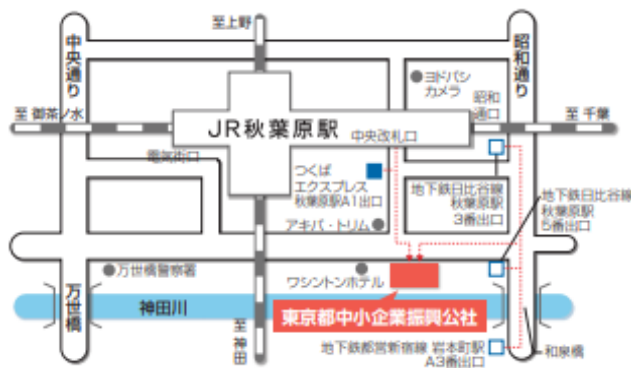 至上野
中央通り
昭和通り
ヨドバシ
カメラ
昭和
通口
至 御茶ノ水
至 千葉
JR秋葉原駅
中央改札口
電気街口
つくば
エクスプレス
秋葉原駅A1出口
地下鉄日比谷線
秋葉原駅
3番出口
地下鉄日比谷線
秋葉原駅
5番出口
アキバ・トリム
万世橋警察署
ワシントンホテル
万世橋
神田川
東京都中小企業振興公社
至 神田
地下鉄都営新宿線 岩本町駅
A3番出口
和泉橋